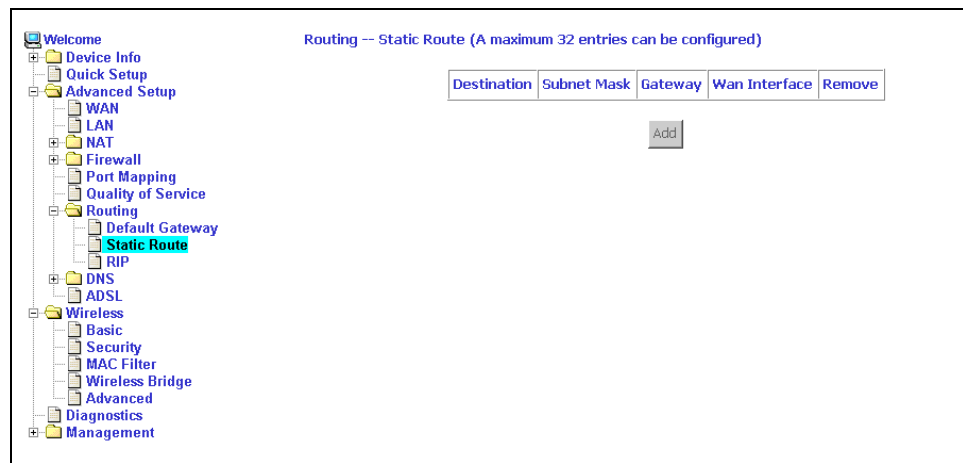 Welcome
Device Info
Quick Setup
Advanced Setup
WAN
LAN
NAT
Firewall
Port Mapping
Quality of Service
Routing
Default Gateway
Static Route
RIP
DNS
ADSL
Wireless
Basic
Security
MAC Filter
Wireless Bridge
Advanced
Diagnostics
Management
Routing -- Static Route (A maximum 32 entries can be configured)
Destination Subnet Mask Gateway Wan Interface Remove
Add